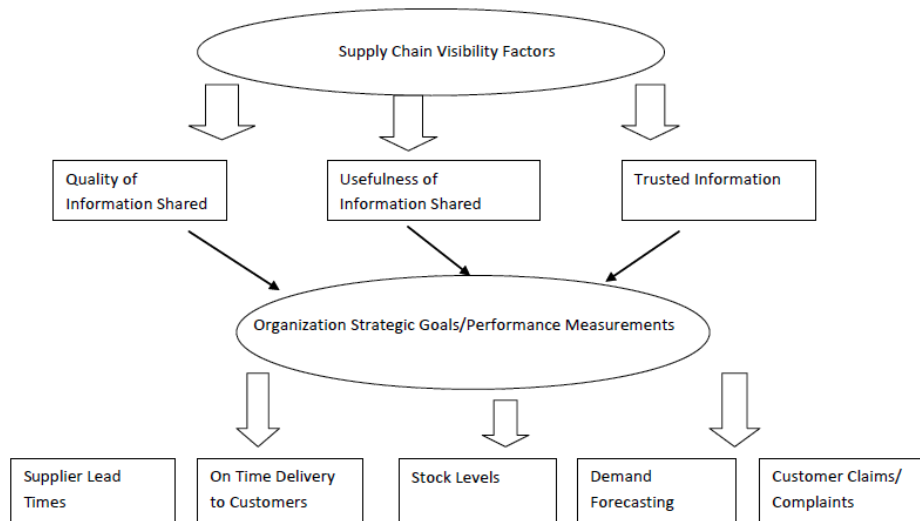 Supply Chain Visibility Factors
Quality of
Information Shared
Usefulness of
Information Shared
Trusted Information
Organization Strategic Goals/Performance Measurements
Supplier Lead
Times
On Time Delivery
to Customers
Stock Levels
Demand
Forecasting
Customer Claims/
Complaints